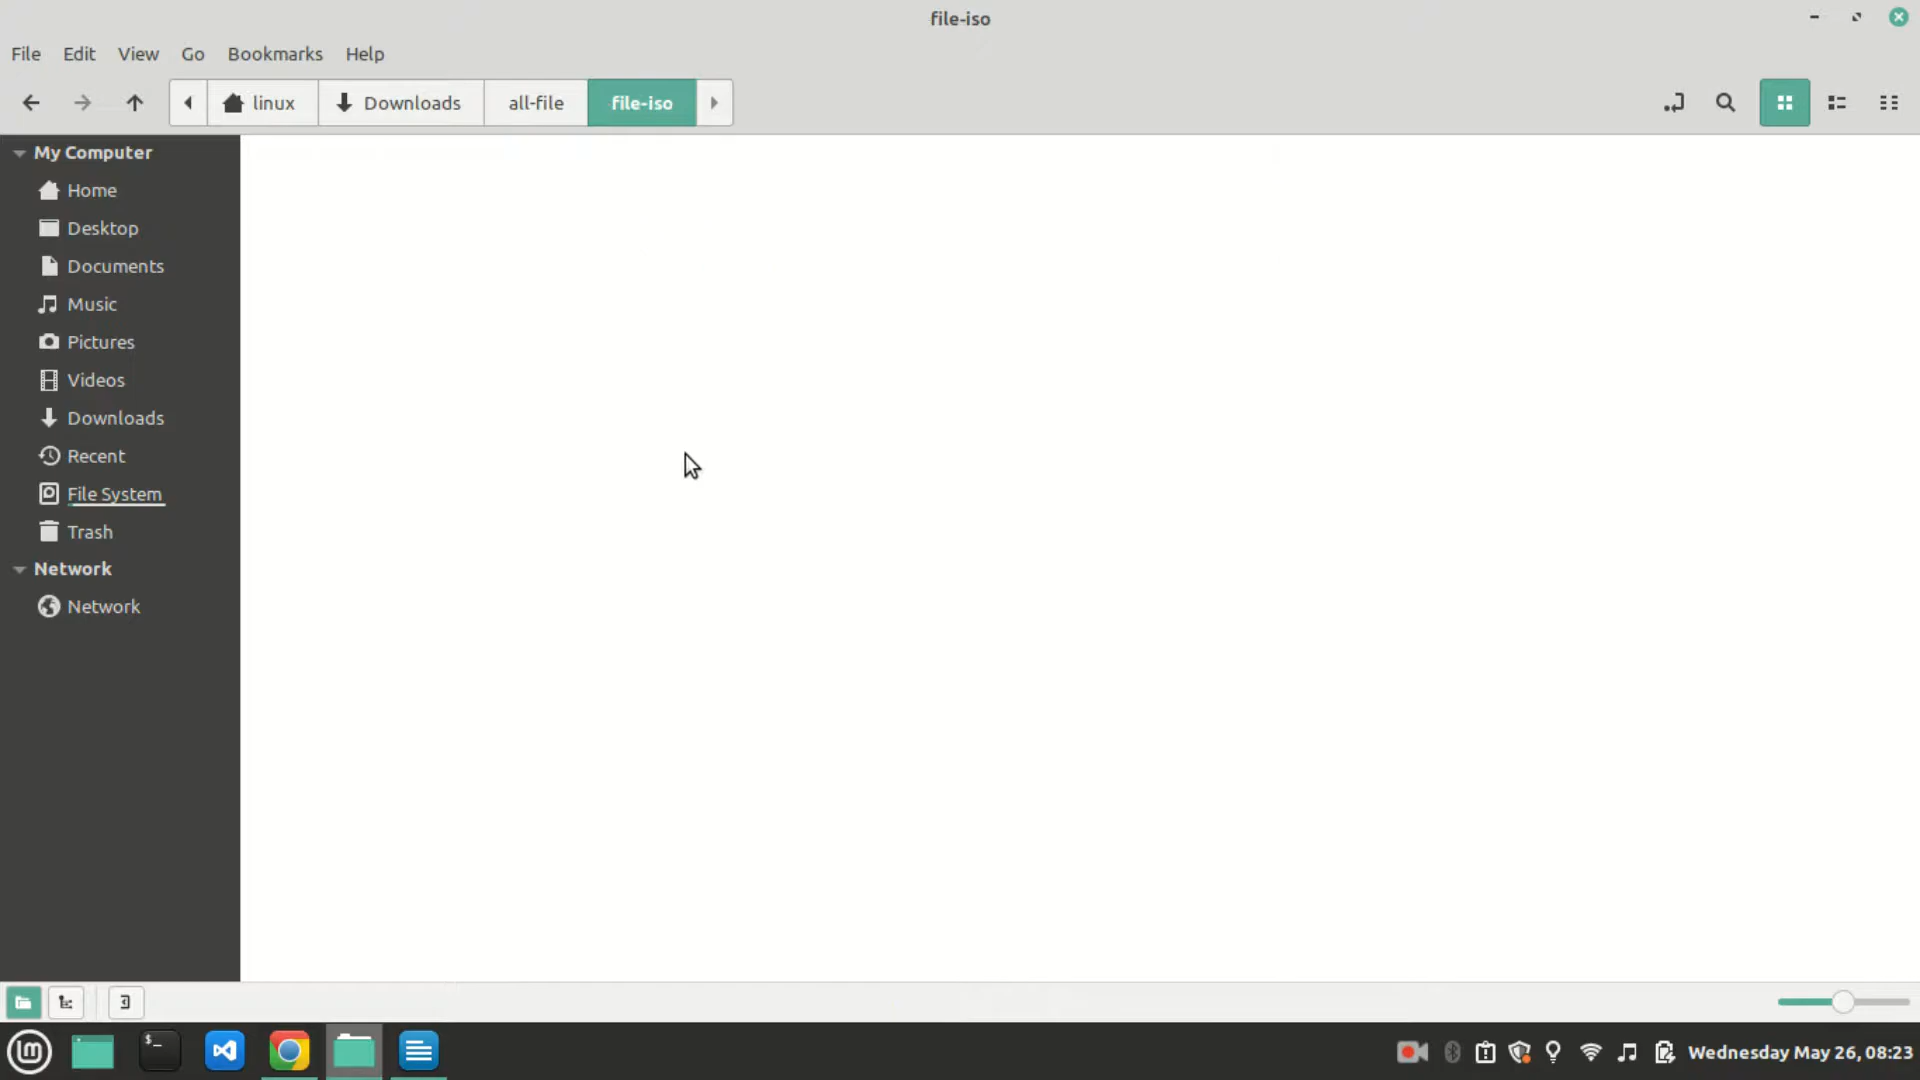 file-iso
File Edit View Go Bookmarks Help
linux Downloads all-file file-iso
My Computer
Home
Desktop
Documents
Music
Pictures
Videos
Downloads
Recent
File System
Trash
Network
Network
$_
Wednesday May 26, 08:23